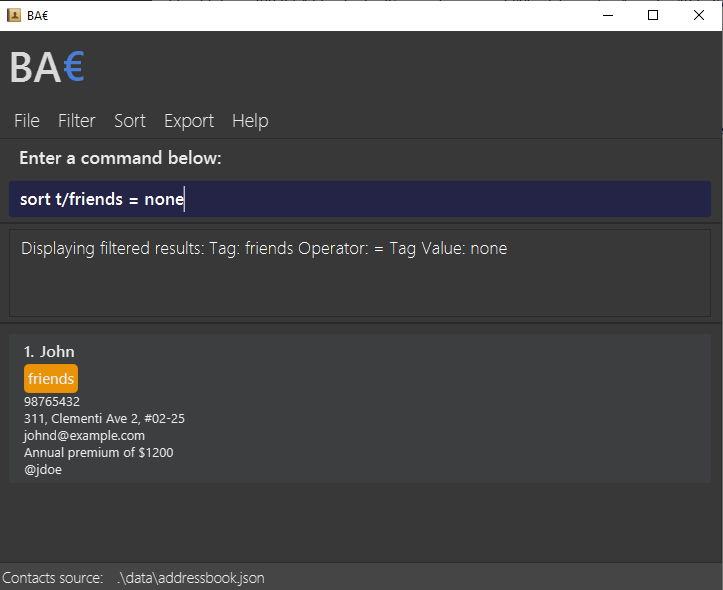 BA€
BA€
File Filter Sort Export Help
Enter a command below:
sort t/friends = none
Displaying filtered results: Tag: friends Operator: = Tag Value: none
1. John
friends
98765432
311, Clementi Ave 2, #02-25
johnd@example.com
Annual premium of $1200
@jdoe
Contacts source: .\data\addressbook.json